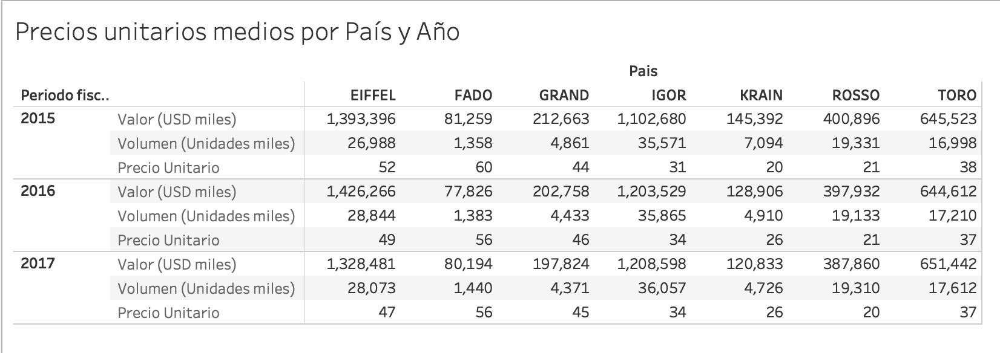 Precios unitarios medios por País y Año
Pais
Periodo fisc.. EIFFEL FADO GRAND IGOR KRAIN ROSSO TORO
2015 Valor (USD miles) 1,393,396 81,259 212,663 1,102,680 145,392 400,896 645,523
Volumen (Unidades miles) 26,988 1,358 4,861 35,571 7,094 19,331 16,998
Precio Unitario 52 60 44 31 20 21 38
2016 Valor (USD miles) 1,426,266 77,826 202,758 1,203,529 128,906 397,932 644,612
Volumen (Unidades miles) 28,844 1,383 4,433 35,865 4,910 19,133 17,210
Precio Unitario 49 56 46 34 26 21 37
2017 Valor (USD miles) 1,328,481 80,194 197,824 1,208,598 120,833 387,860 651,442
Volumen (Unidades miles) 28,073 1,440 4,371 36,057 4,726 19,310 17,612
Precio Unitario 47 56 45 34 26 20 37